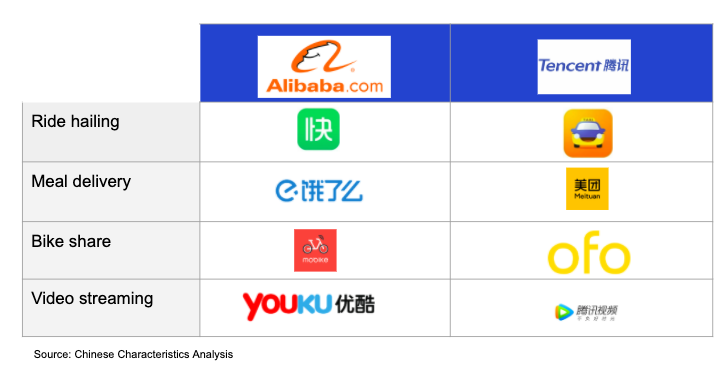 Alibaba.com
Tencent 腾讯
Ride hailing
快
Meal delivery
饿了么
美团
Meituan
Bike share
mobike
ofo
Video streaming
YOUKU 优酷
腾讯视频
Source: Chinese Characteristics Analysis